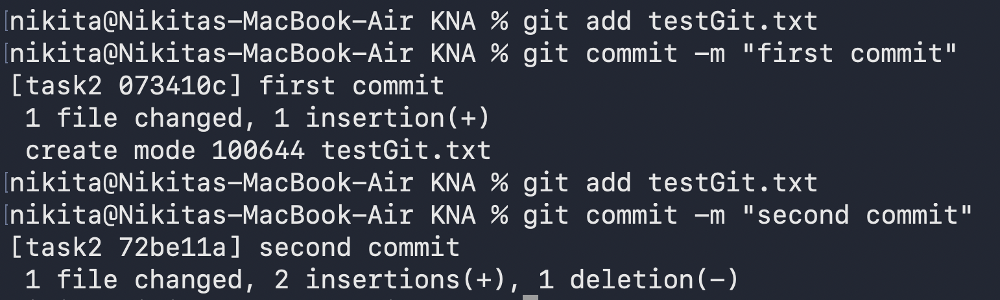 [nikita@Nikitas-MacBook-Air KNA % git add testGit.txt
[nikita@Nikitas-MacBook-Air KNA % git commit -m "first commit"
[task2 073410c] first commit
 1 file changed, 1 insertion(+)
 create mode 100644 testGit.txt
[nikita@Nikitas-MacBook-Air KNA % git add testGit.txt
[nikita@Nikitas-MacBook-Air KNA % git commit -m "second commit"
[task2 72be11a] second commit
 1 file changed, 2 insertions(+), 1 deletion(-)